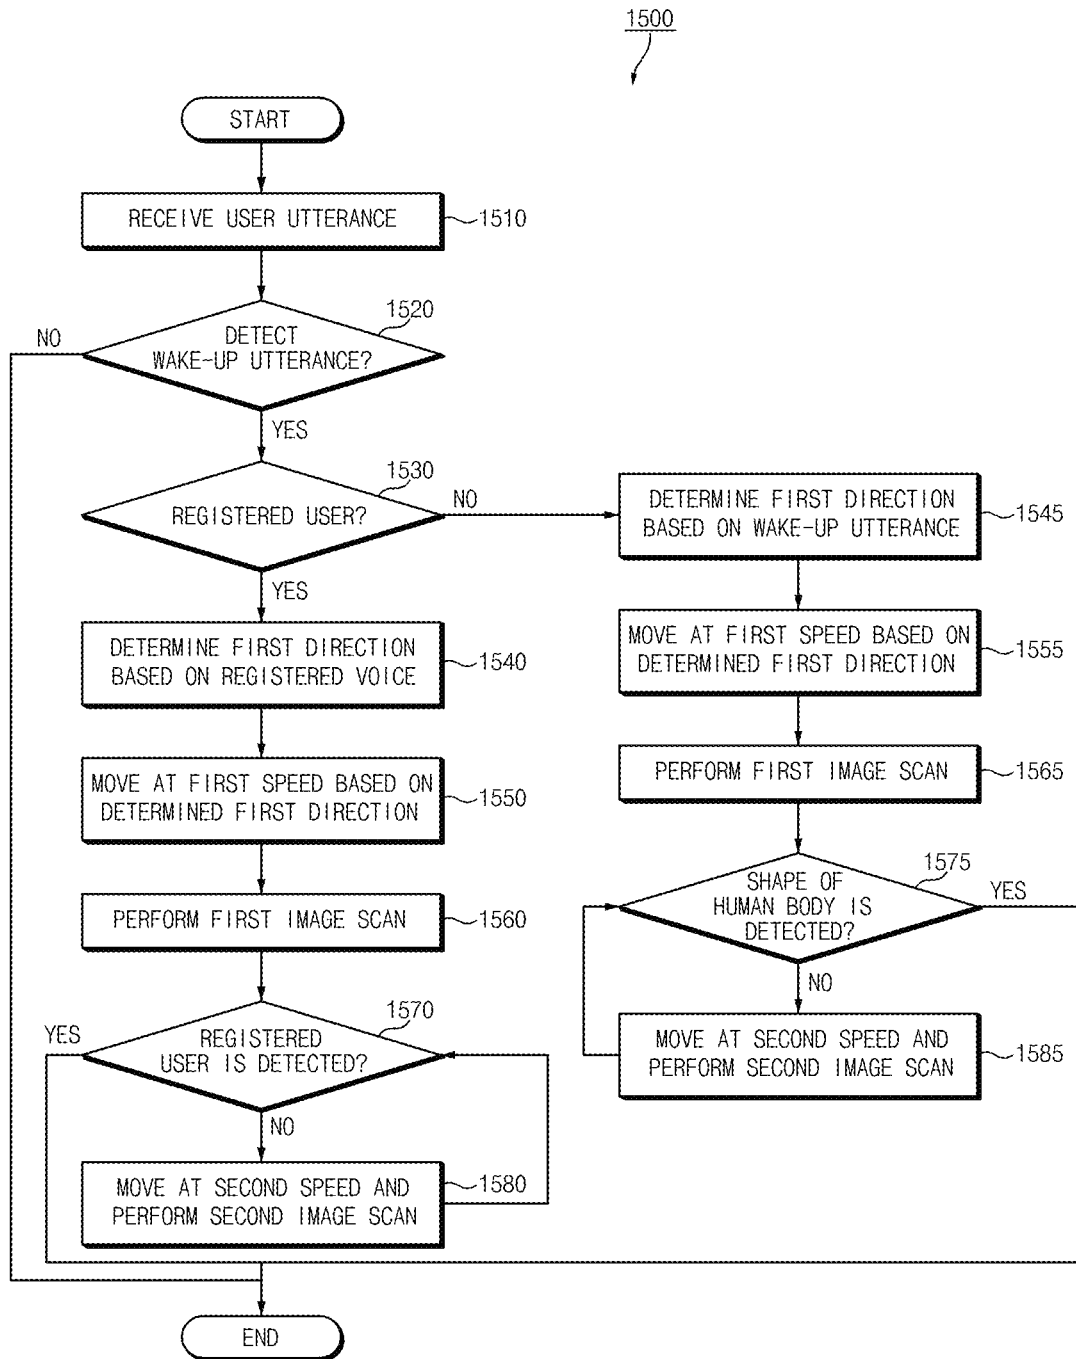 1500
START
RECEIVE USER UTTERANCE
1510
1520
NO
DETECT
WAKE-UP UTTERANCE?
YES
1530
REGISTERED USER?
NO
YES
DETERMINE FIRST DIRECTION
BASED ON WAKE-UP UTTERANCE
1545
DETERMINE FIRST DIRECTION
BASED ON REGISTERED VOICE
1540
MOVE AT FIRST SPEED BASED ON
DETERMINED FIRST DIRECTION
1555
MOVE AT FIRST SPEED BASED ON
DETERMINED FIRST DIRECTION
1550
PERFORM FIRST IMAGE SCAN
1565
PERFORM FIRST IMAGE SCAN
1560
1575
SHAPE OF
HUMAN BODY IS
DETECTED?
YES
NO
MOVE AT SECOND SPEED AND
PERFORM SECOND IMAGE SCAN
1585
1570
YES
REGISTERED
USER IS DETECTED?
NO
MOVE AT SECOND SPEED AND
PERFORM SECOND IMAGE SCAN
1580
END